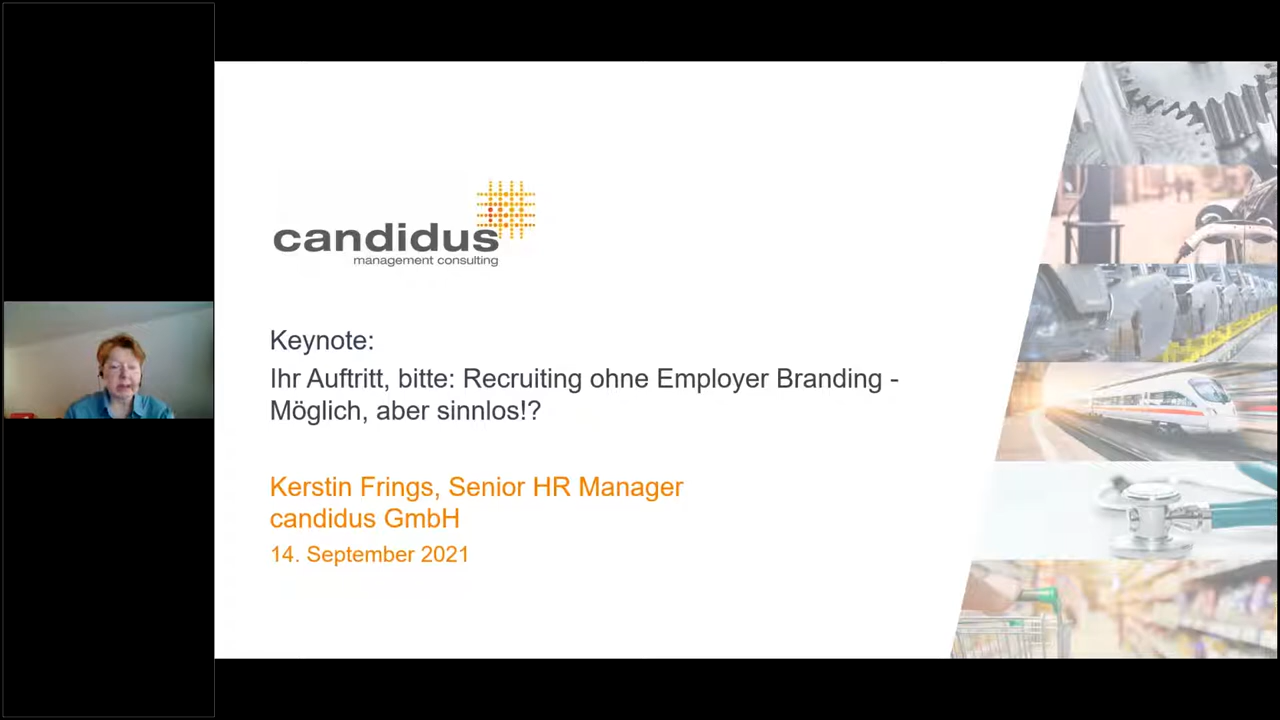 candidus
management consulting
Keynote:
Ihr Auftritt, bitte: Recruiting ohne Employer Branding -
Möglich, aber sinnlos!?
Kerstin Frings, Senior HR Manager
candidus GmbH
14. September 2021